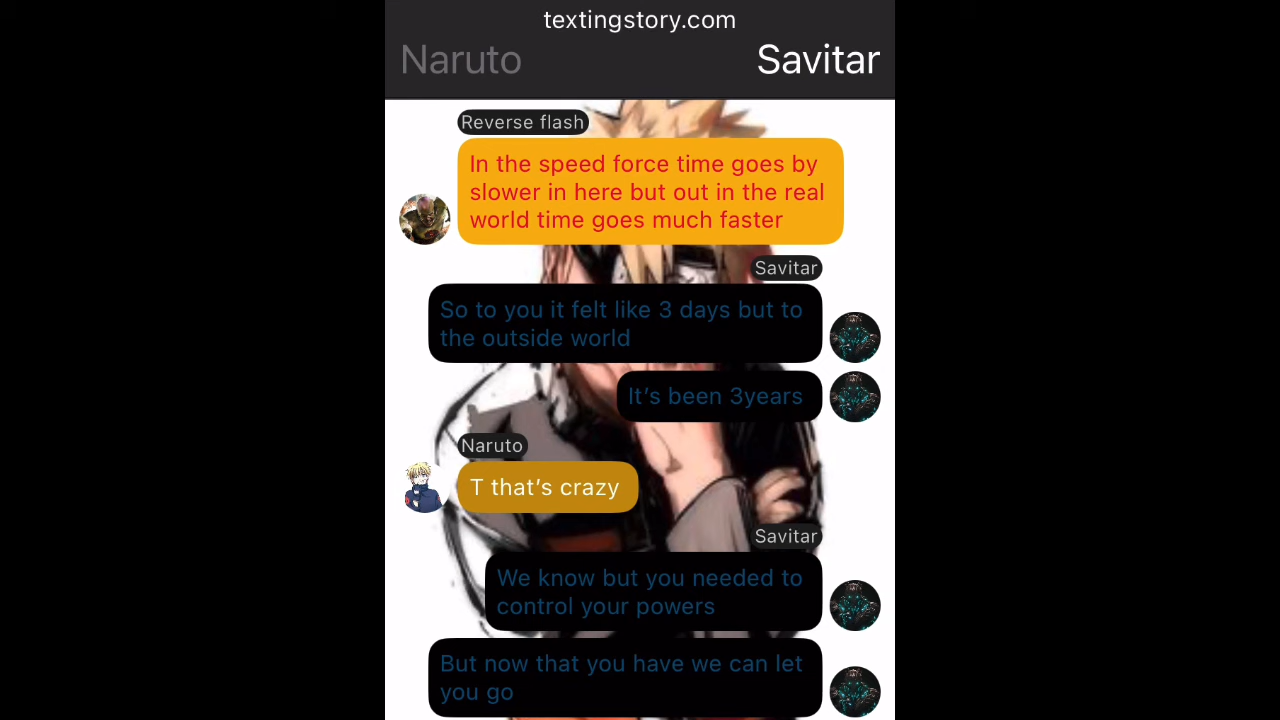 textingstory.com
Naruto
Savitar
Reverse flash
In the speed force time goes by
slower in here but out in the real
world time goes much faster
Savitar
So to you it felt like 3 days but to
the outside world
It’s been 3years
Naruto
T that’s crazy
Savitar
We know but you needed to
control your powers
But now that you have we can let
you go